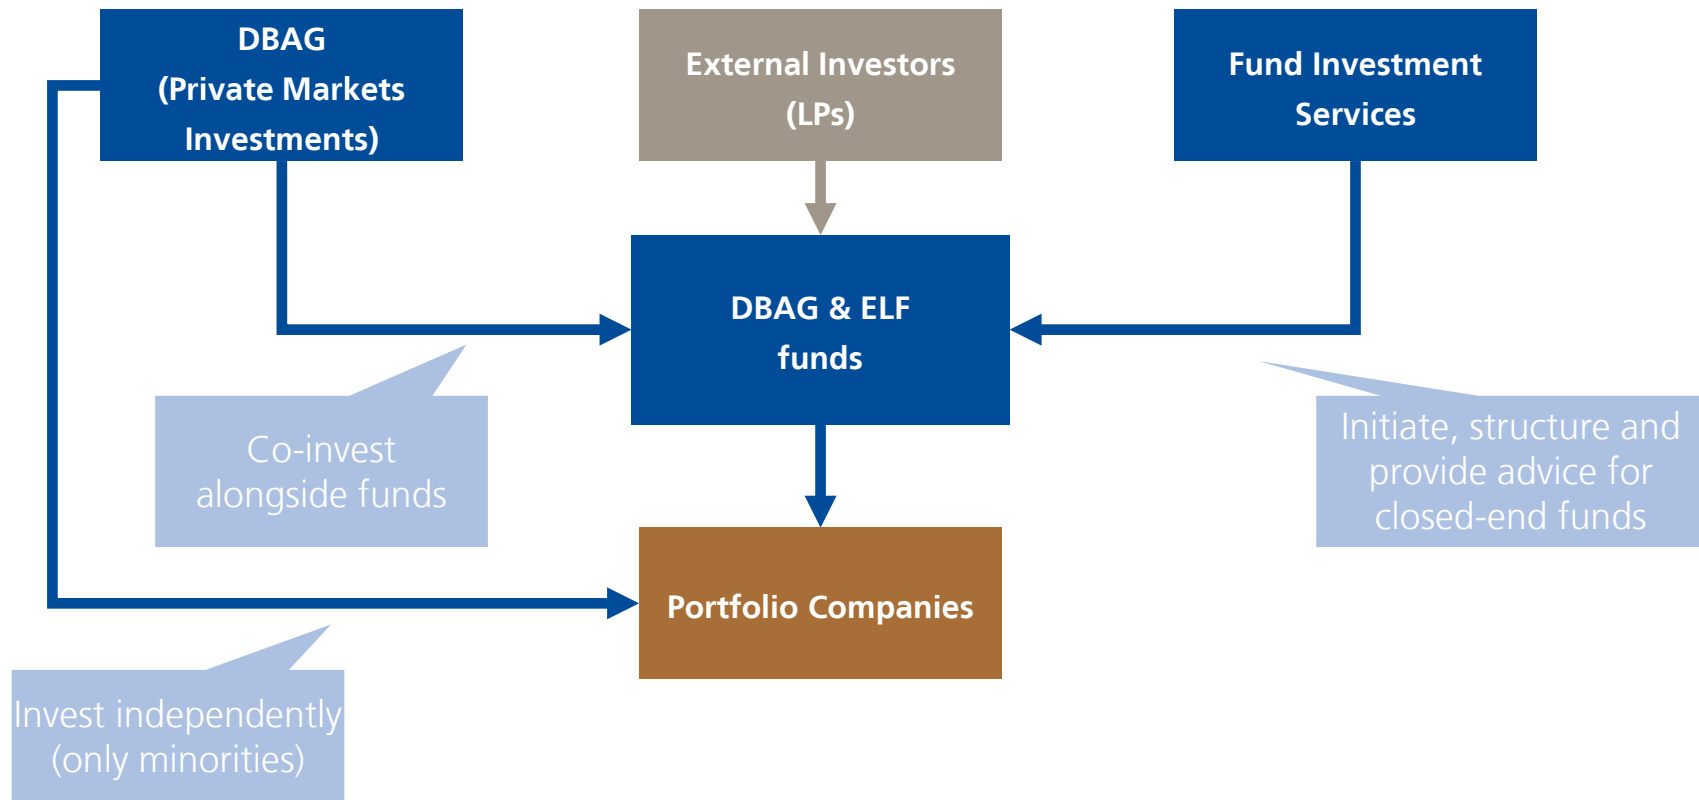 DBAG
(Private Markets
Investments)
External Investors
(LPs)
Fund Investment
Services
DBAG & ELF
funds
Co-invest
alongside funds
Initiate, structure and
provide advice for
closed-end funds
Portfolio Companies
Invest independently
(only minorities)